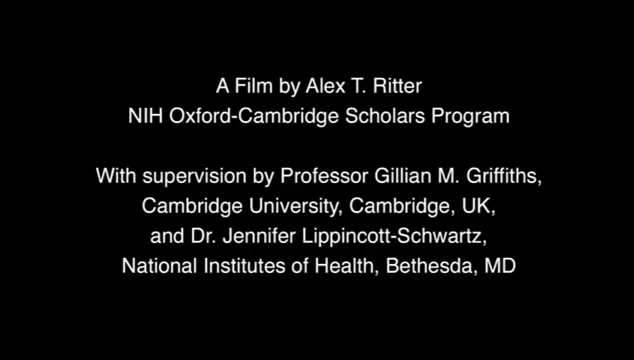 A Film by Alex T. Ritter
NIH Oxford-Cambridge Scholars Program
With supervision by Professor Gillian M. Griffiths,
Cambridge University, Cambridge, UK,
and Dr. Jennifer Lippincott-Schwartz,
National Institutes of Health, Bethesda, MD